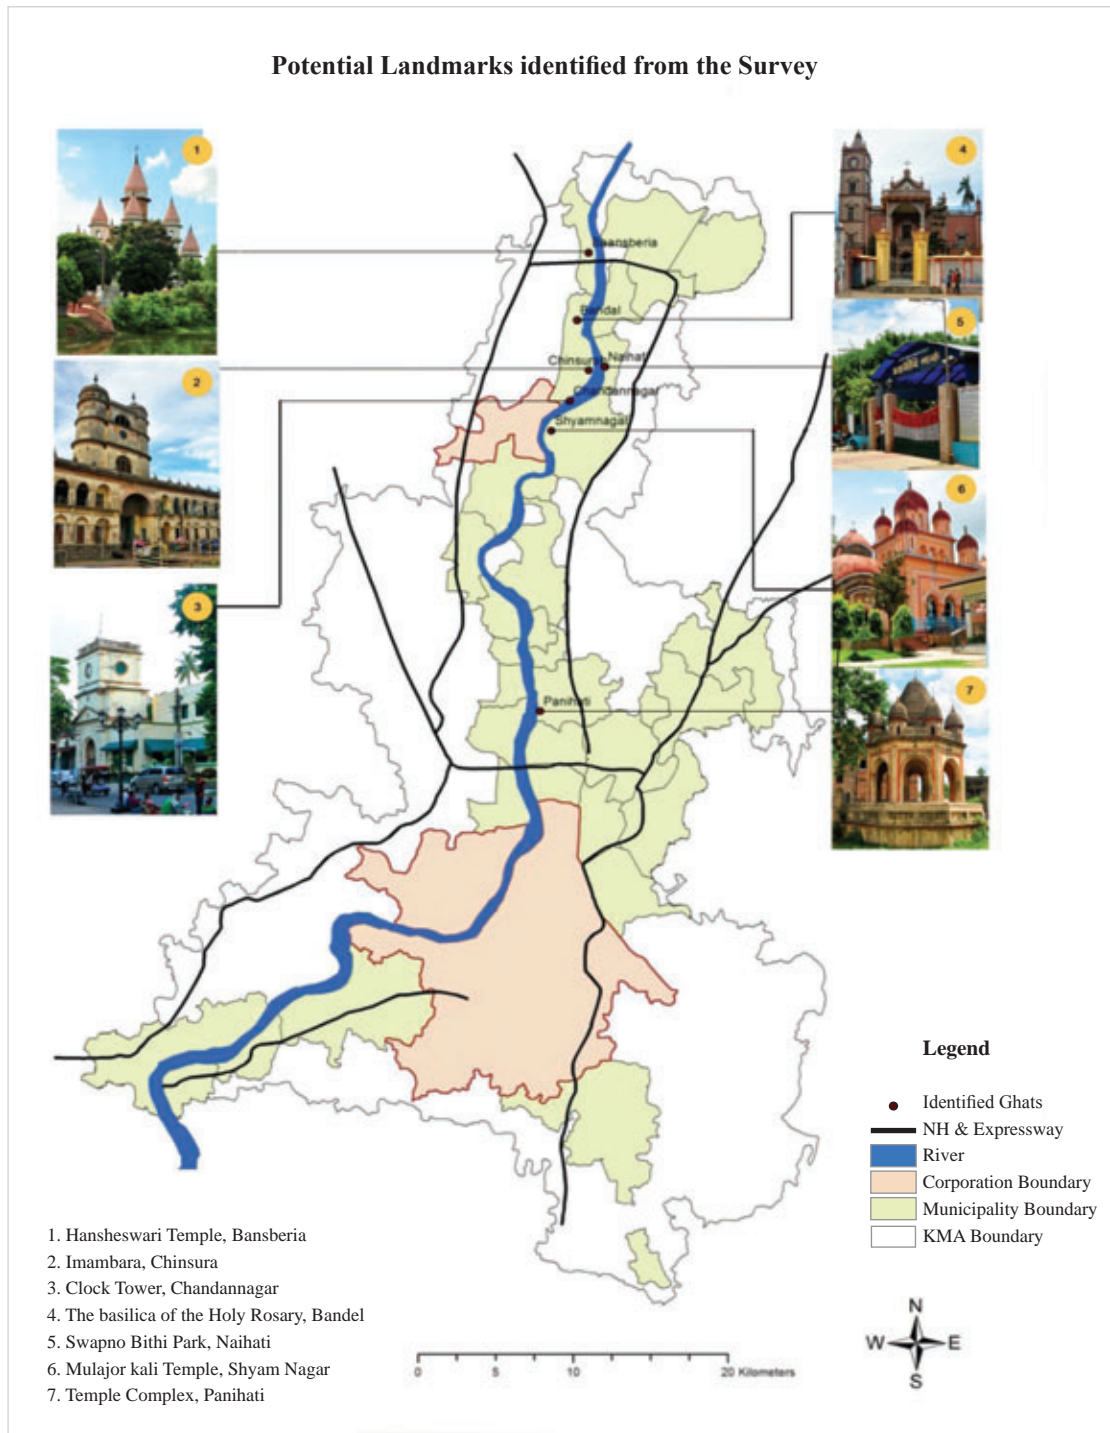 Potential Landmarks identified from the Survey
1
4
Baansberia
Bandal
5
Chinsura
Naihati
2
Chandannagar
Shyamnagar
6
3
7
Panihati
Legend
Identified Ghats
NH & Expressway
River
Corporation Boundary
Municipality Boundary
KMA Boundary
1. Hansheswari Temple, Bansberia
2. Imambara, Chinsura
3. Clock Tower, Chandannagar
4. The basilica of the Holy Rosary, Bandel
5. Swapno Bithi Park, Naihati
6. Mulajor kali Temple, Shyam Nagar
7. Temple Complex, Panihati
0 5 10 20 Kilometers
N
W E
S